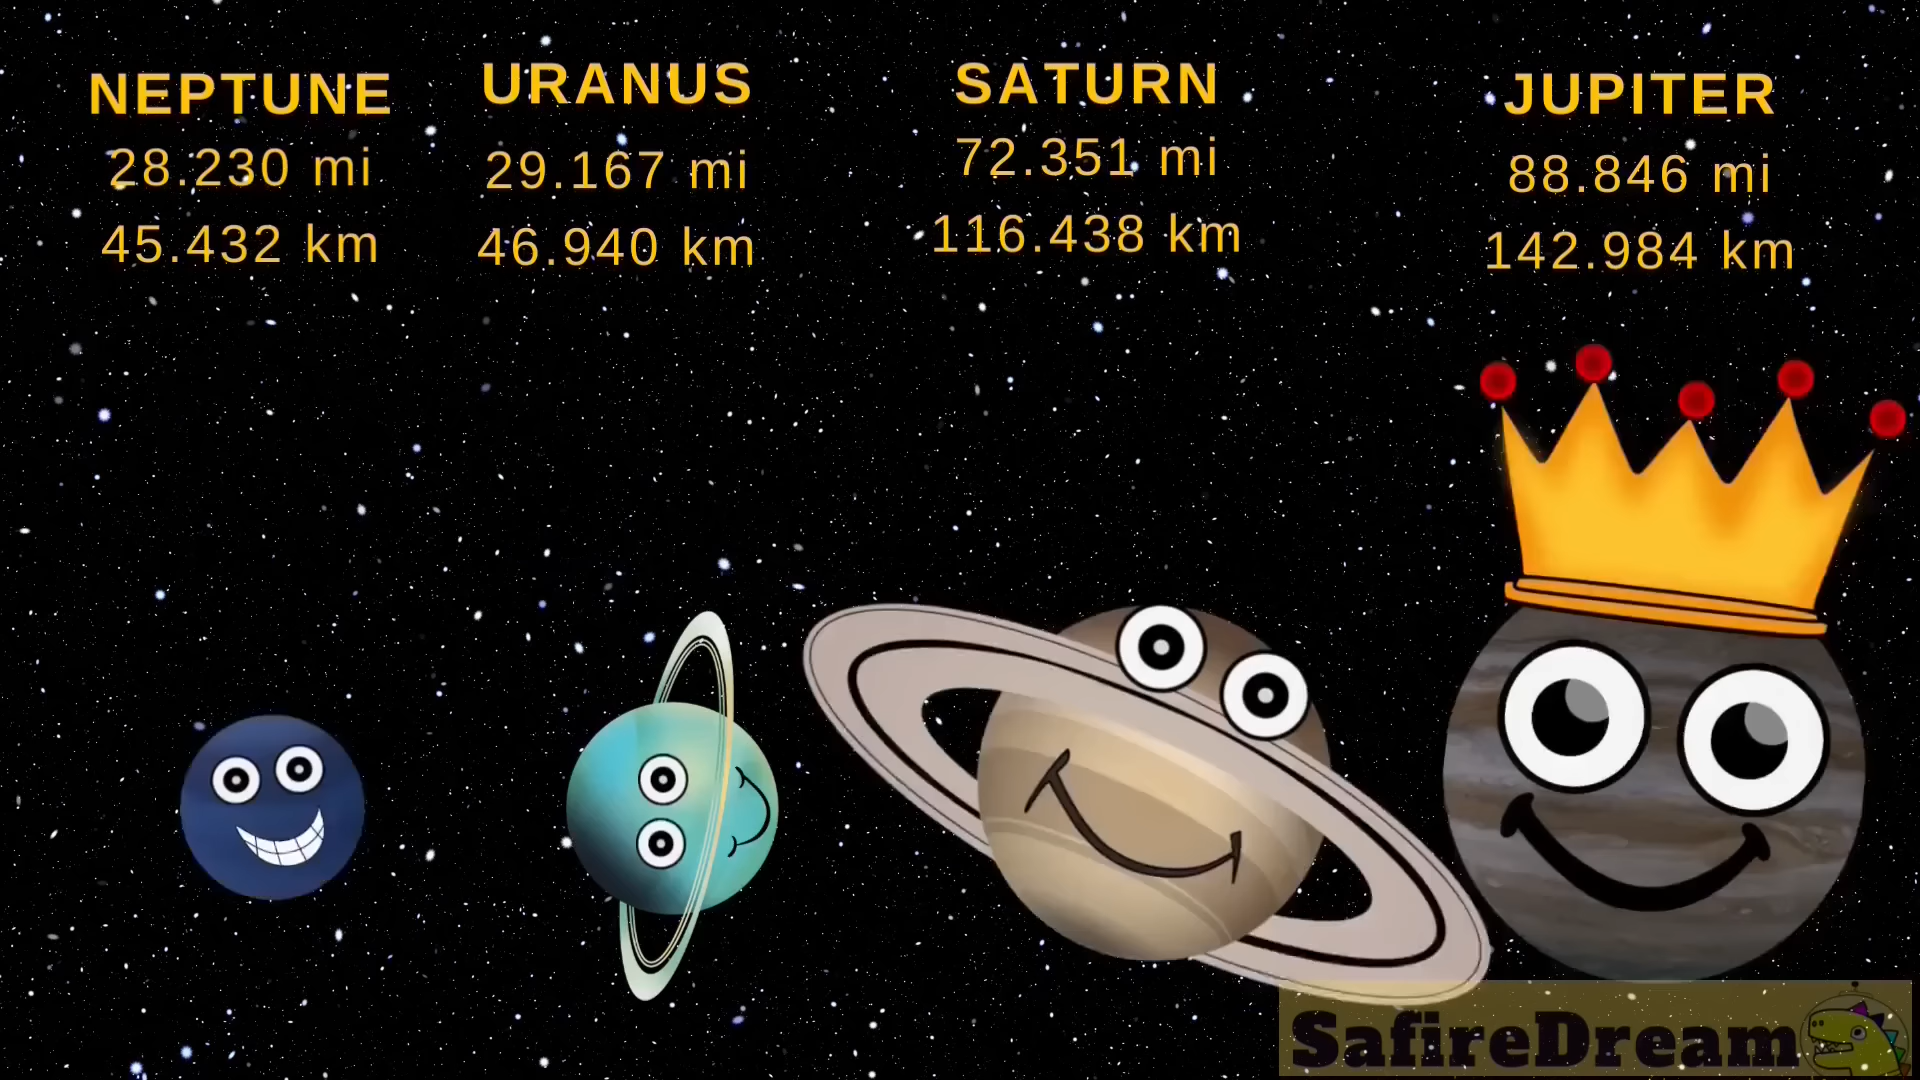 NEPTUNE
28.230 mi
45.432 km
URANUS
29.167 mi
46.940 km
SATURN
72.351 mi
116.438 km
JUPITER
88.846 mi
142.984 km
SafireDream